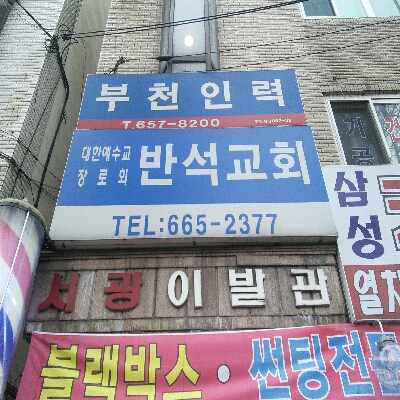 부천인력
T.657-8200
대한예수교
장로회
반석교회
TEL:665-2377
서광이발관
블랙박스·썬팅전문
삼
성
열